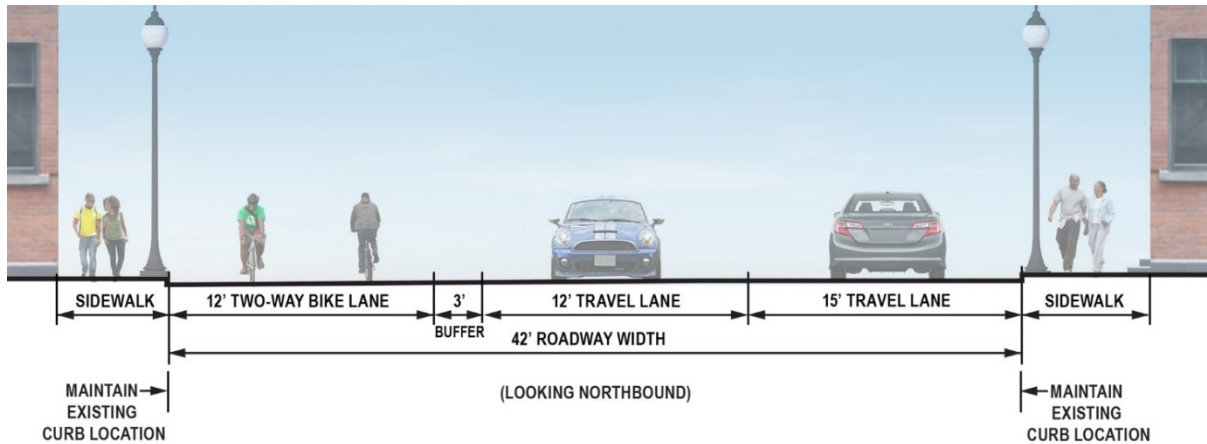 SIDEWALK
12' TWO-WAY BIKE LANE
3'
BUFFER
12' TRAVEL LANE
15' TRAVEL LANE
SIDEWALK
42' ROADWAY WIDTH
MAINTAIN
EXISTING
CURB LOCATION
(LOOKING NORTHBOUND)
MAINTAIN
EXISTING
CURB LOCATION